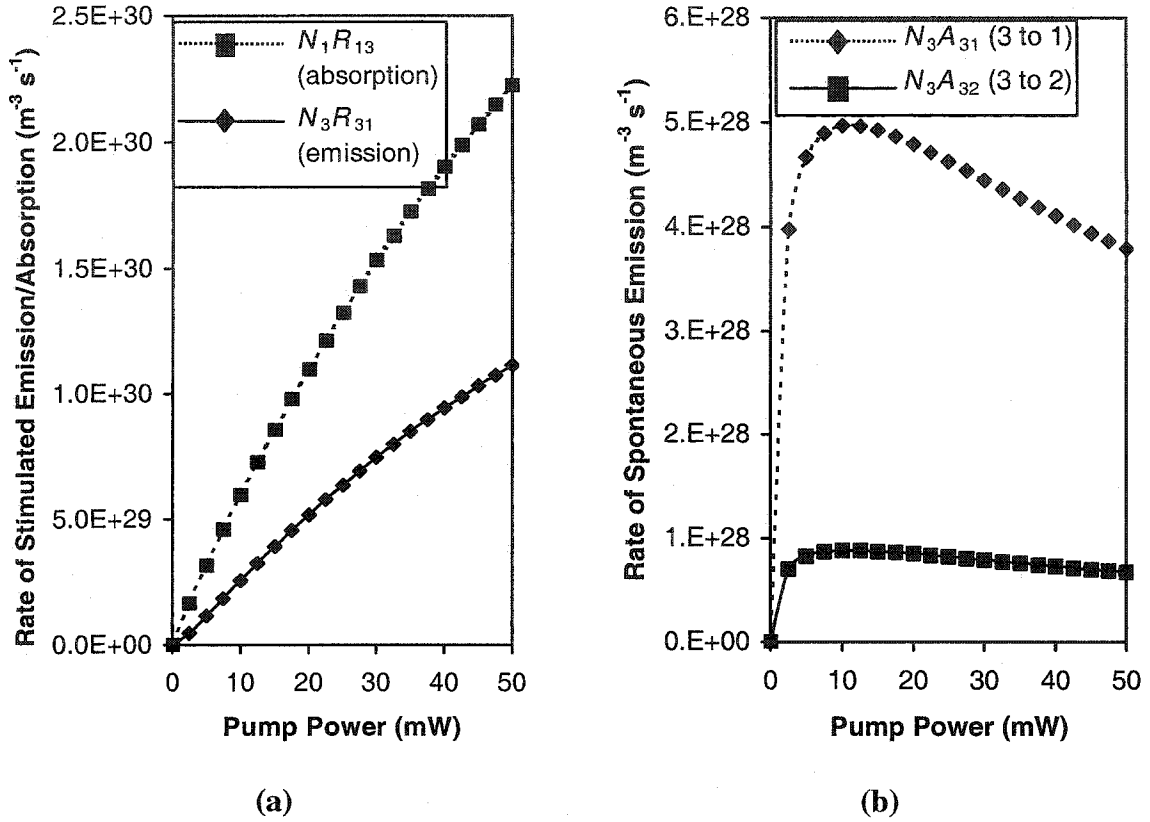 Rate of Stimulated Emission/Absorption (m⁻³ s⁻¹)
2.5E+30
2.0E+30
1.5E+30
1.0E+30
5.0E+29
0.0E+00
N₁R₁₃
(absorption)
N₃R₃₁
(emission)
0 10 20 30 40 50
Pump Power (mW)
(a)
Rate of Spontaneous Emission (m⁻³ s⁻¹)
6.E+28
5.E+28
4.E+28
3.E+28
2.E+28
1.E+28
0.E+00
N₃A₃₁ (3 to 1)
N₃A₃₂ (3 to 2)
0 10 20 30 40 50
Pump Power (mW)
(b)